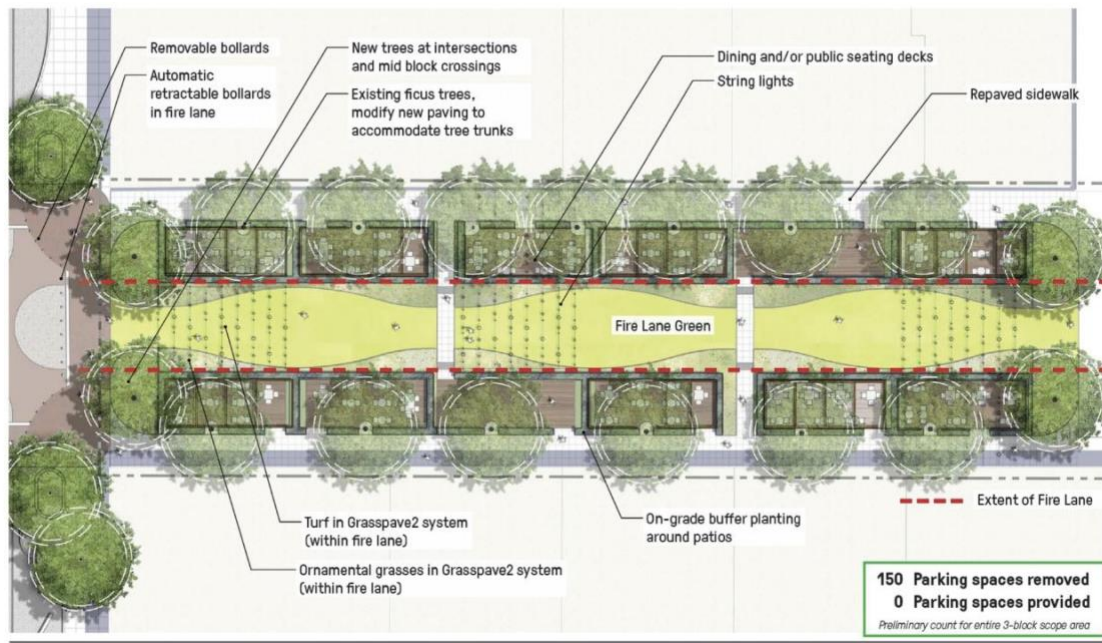 Removable bollards
Automatic
retractable bollards
in fire lane
New trees at intersections
and mid block crossings
Existing ficus trees,
modify new paving to
accommodate tree trunks
Dining and/or public seating decks
String lights
Repaved sidewalk
Fire Lane Green
Turf in Grasspave2 system
(within fire lane)
Ornamental grasses in Grasspave2 system
(within fire lane)
On-grade buffer planting
around patios
Extent of Fire Lane
150 Parking spaces removed
0 Parking spaces provided
Preliminary count for entire 3-block scope area